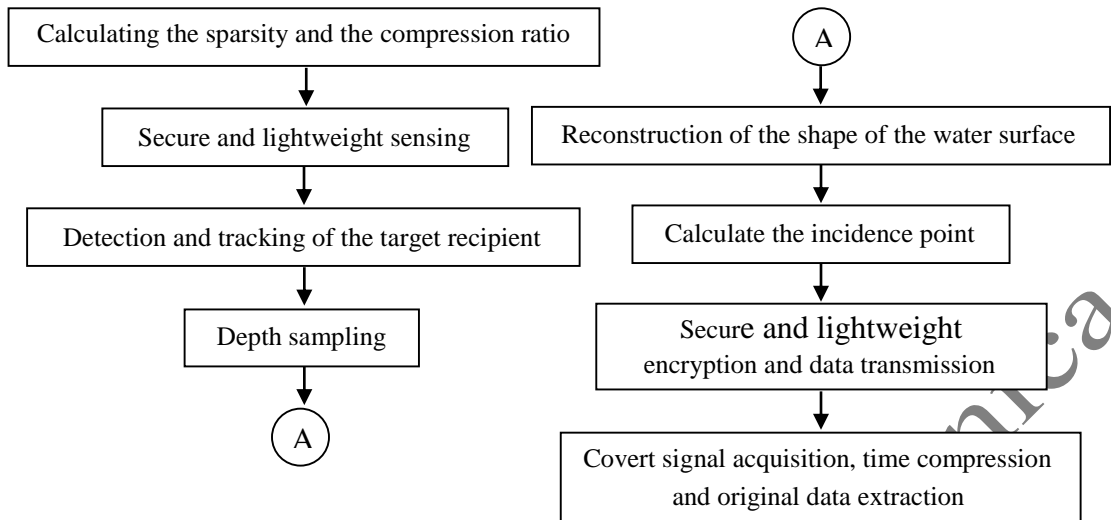 Calculating the sparsity and the compression ratio
Secure and lightweight sensing
Detection and tracking of the target recipient
Depth sampling
A
A
Reconstruction of the shape of the water surface
Calculate the incidence point
Secure and lightweight
encryption and data transmission
Covert signal acquisition, time compression
and original data extraction